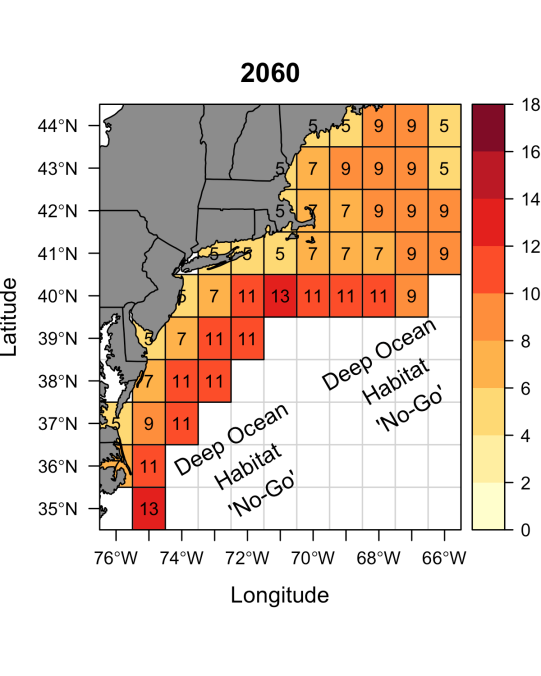 2060
18
44°N 5 5 9 9 5
16
43°N 5 7 9 9 9 5
14
42°N 5 7 7 9 9 9
12
41°N 5 5 5 7 7 7 9 9
40°N 5 7 11 13 11 11 11 9
10
39°N 5 7 11 11
8
38°N 7 11 11
6
37°N 5 9 11
4
36°N 11
2
35°N 13
0
Deep Ocean
Habitat
'No-Go'
Deep Ocean
Habitat
'No-Go'
76°W 74°W 72°W 70°W 68°W 66°W
Latitude
Longitude